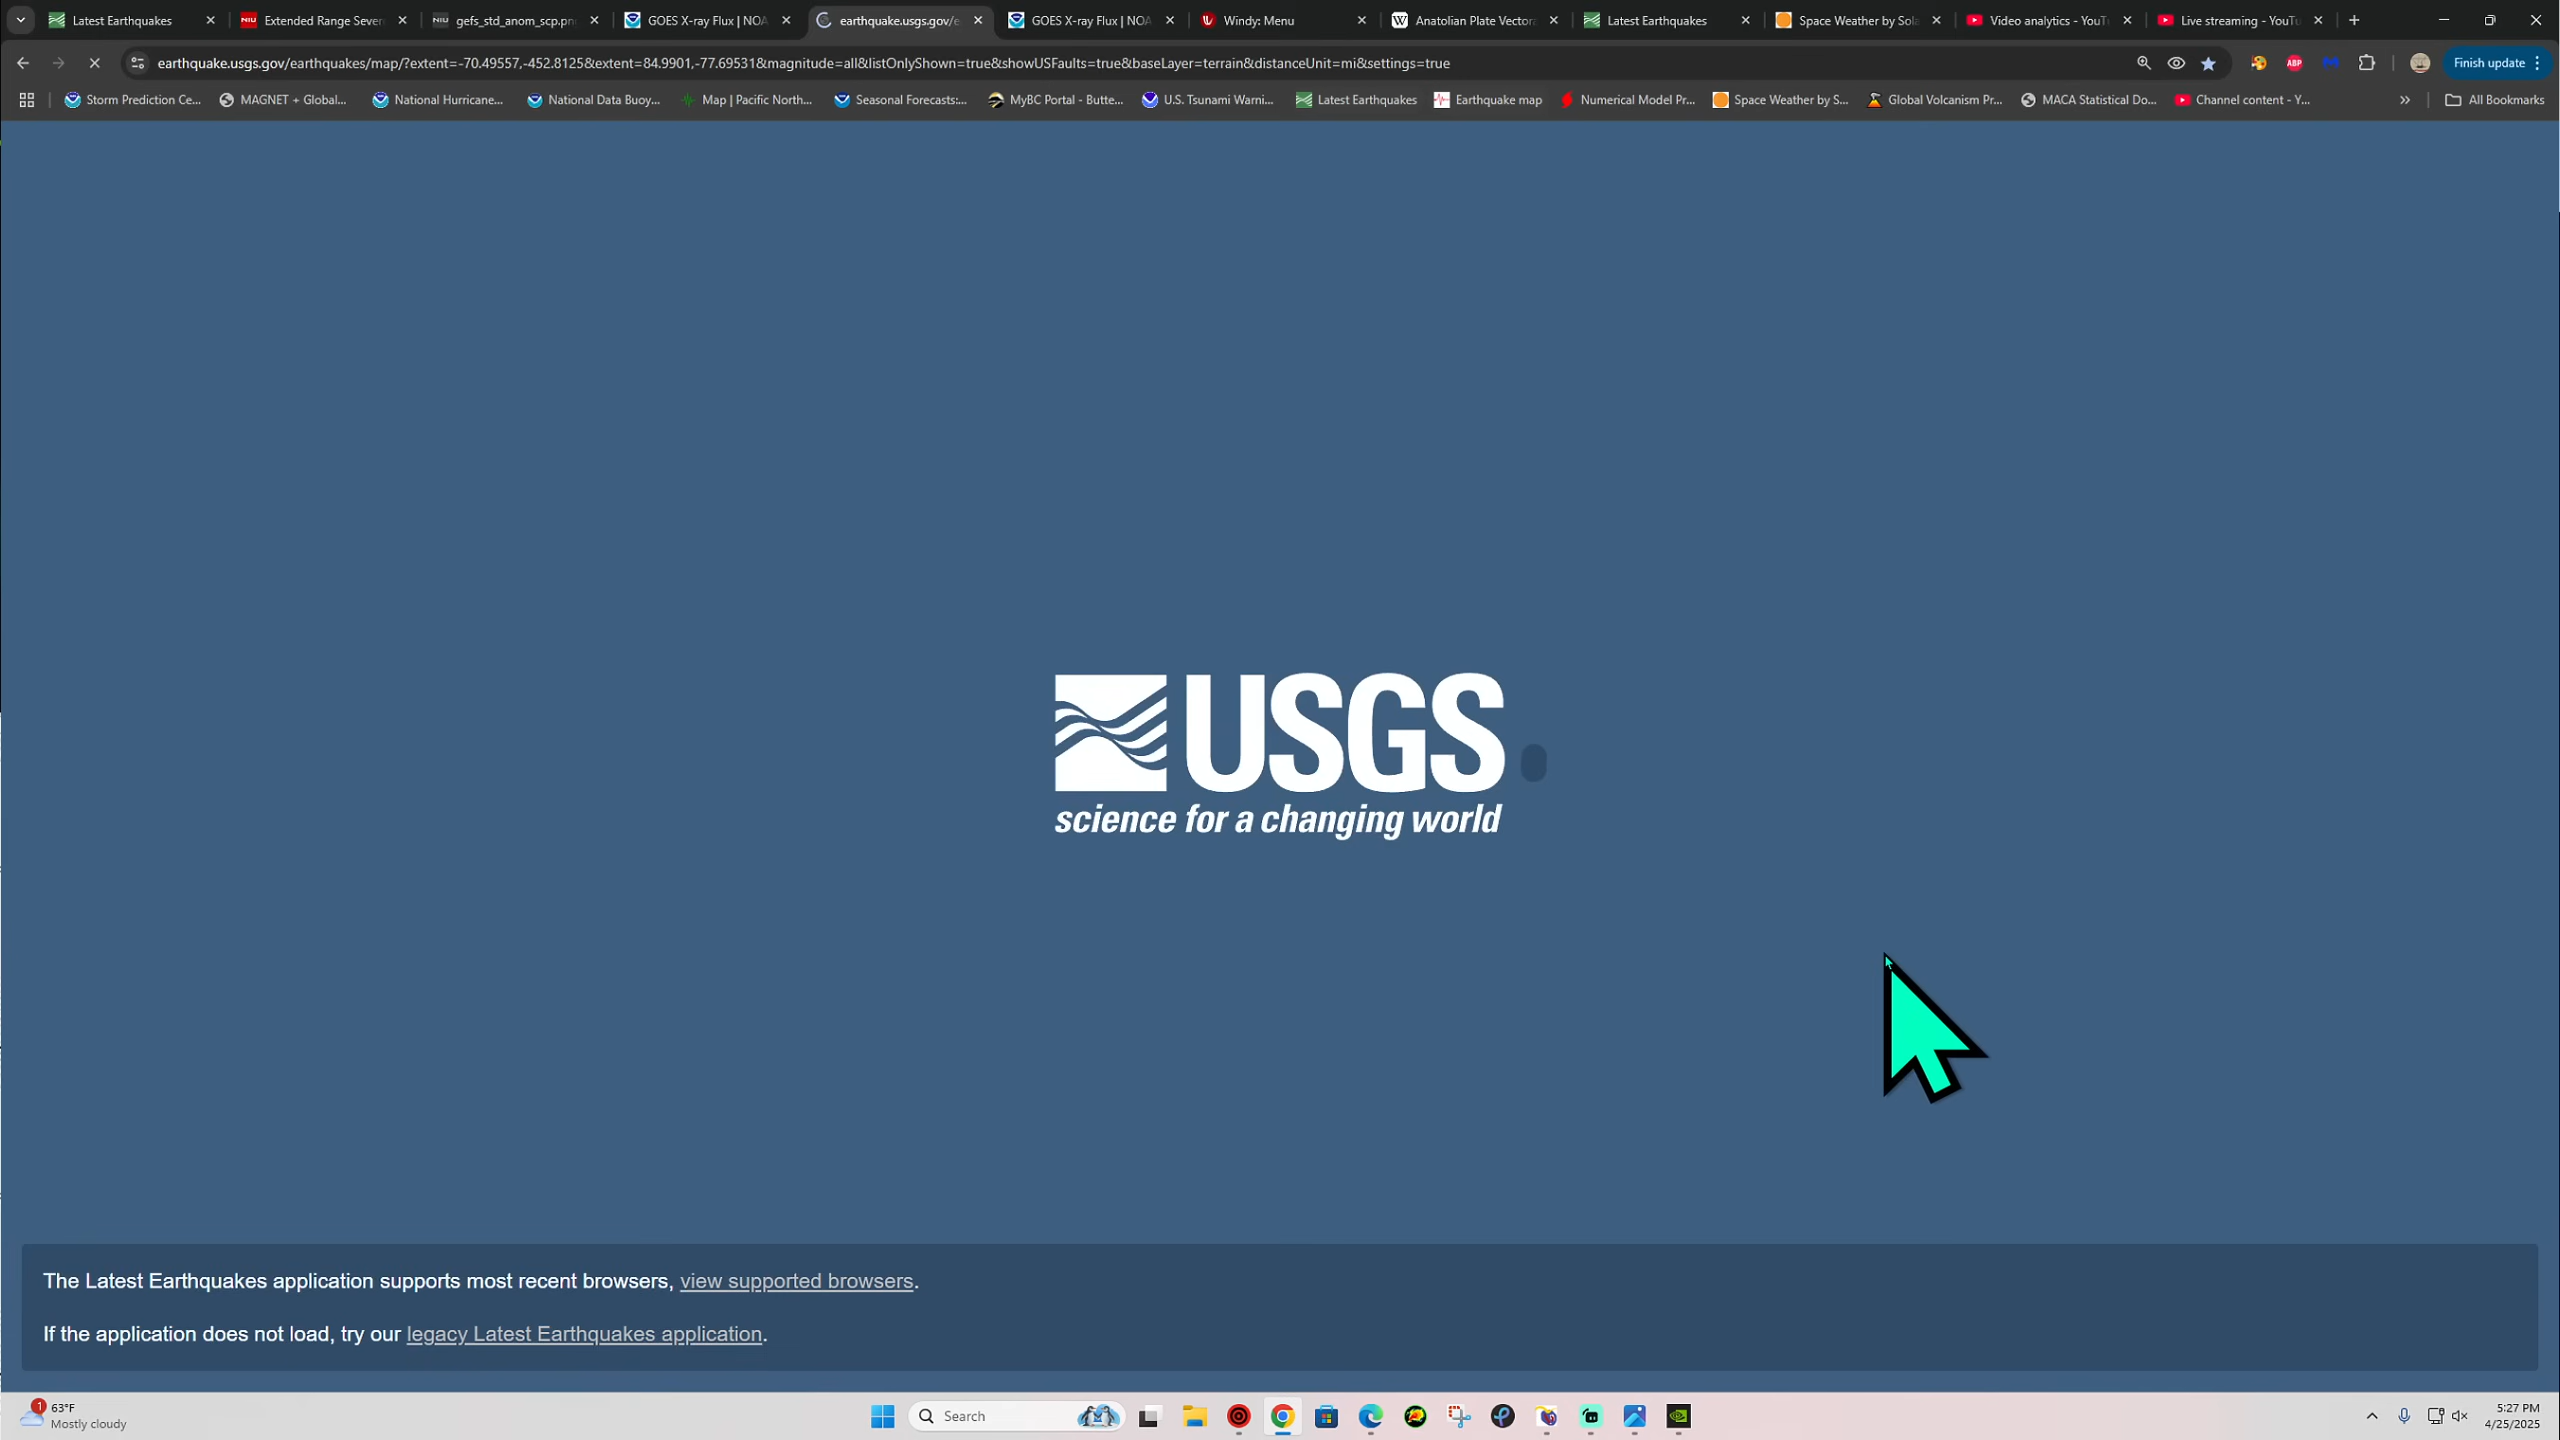 Latest Earthquakes
NIU Extended Range Sever
NIU gefs_std_anom_scp.pn
GOES X-ray Flux | NOA
earthquake.usgs.gov/e
GOES X-ray Flux | NOA
Windy: Menu
W Anatolian Plate Vector
Latest Earthquakes
Space Weather by Sola
Video analytics - YouTu
Live streaming - YouTu
earthquake.usgs.gov/earthquakes/map/?extent=-70.49557,-452.8125&extent=84.9901,-77.69531&magnitude=all&listOnlyShown=true&showUSFaults=true&baseLayer=terrain&distanceUnit=mi&settings=true
ABP
Finish update
Storm Prediction Ce...
MAGNET + Global...
National Hurricane...
National Data Buoy...
Map | Pacific North...
Seasonal Forecasts:...
MyBC Portal - Butte...
U.S. Tsunami Warni...
Latest Earthquakes
Earthquake map
Numerical Model Pr...
Space Weather by S...
Global Volcanism Pr...
MACA Statistical Do...
Channel content - Y...
All Bookmarks
USGS
science for a changing world
The Latest Earthquakes application supports most recent browsers, view supported browsers.
If the application does not load, try our legacy Latest Earthquakes application.
1
63°F
Mostly cloudy
Search
5:27 PM
4/25/2025